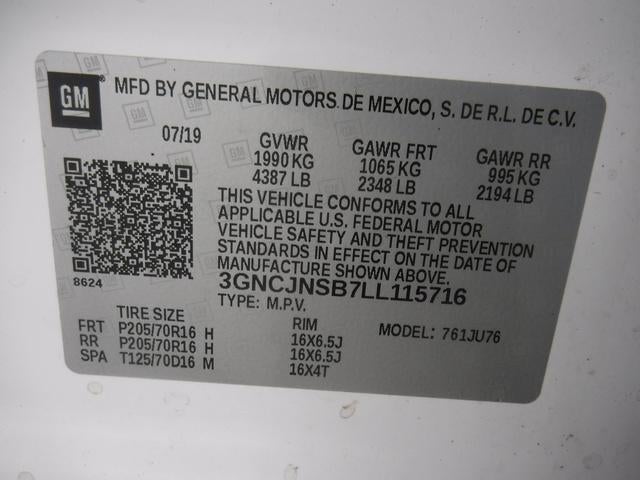 GM
MFD BY GENERAL MOTORS DE MEXICO, S. DE R.L. DE C.V.
07/19 GVWR GAWR FRT GAWR RR
1990 KG 1065 KG 995 KG
4387 LB 2348 LB 2194 LB
THIS VEHICLE CONFORMS TO ALL
APPLICABLE U.S. FEDERAL MOTOR
VEHICLE SAFETY AND THEFT PREVENTION
STANDARDS IN EFFECT ON THE DATE OF
MANUFACTURE SHOWN ABOVE.
8624
3GNCJNSB7LL115716
TYPE: M.P.V.
TIRE SIZE RIM MODEL: 761JU76
FRT P205/70R16 H 16X6.5J
RR P205/70R16 H 16X6.5J
SPA T125/70D16 M 16X4T